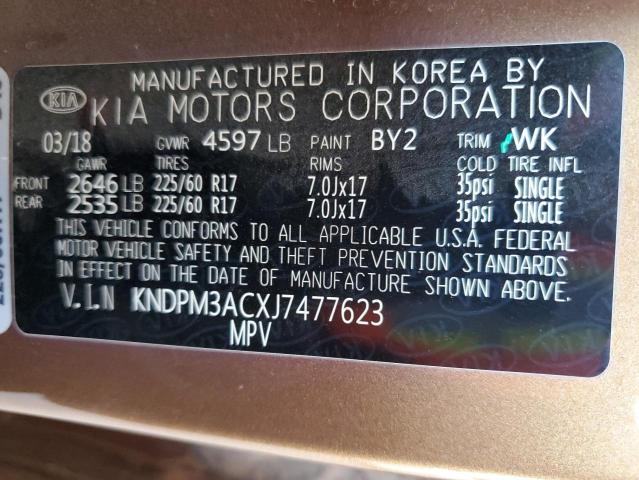 MANUFACTURED IN KOREA BY
KIA KIA MOTORS CORPORATION
03/18 GVWR 4597 LB PAINT BY2 TRIM WK
GAWR TIRES RIMS COLD TIRE INFL
FRONT 2646 LB 225/60 R17 7.0Jx17 35psi SINGLE
REAR 2535 LB 225/60 R17 7.0Jx17 35psi SINGLE
THIS VEHICLE CONFORMS TO ALL APPLICABLE U.S.A. FEDERAL
MOTOR VEHICLE SAFETY AND THEFT PREVENTION STANDARDS
IN EFFECT ON THE DATE OF MANUFACTURE SHOWN ABOVE.
V.I.N KNDPM3ACXJ7477623
MPV